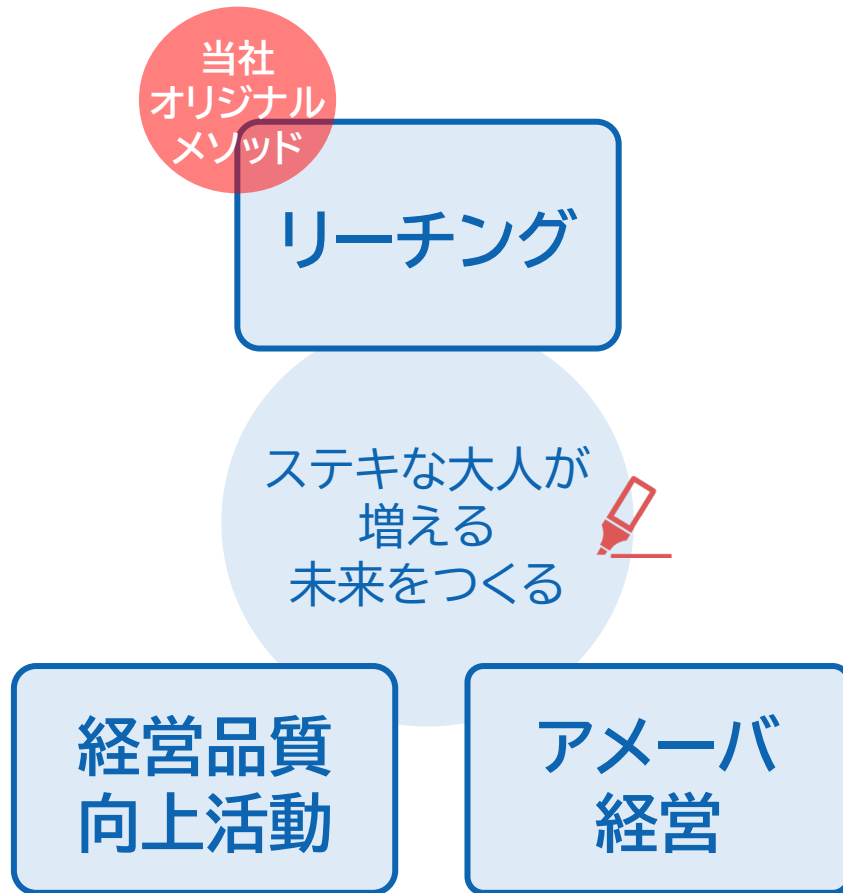 当社
オリジナル
メソッド
リーチング
ステキな大人が
増える
未来をつくる
経営品質
向上活動
アメーバ
経営